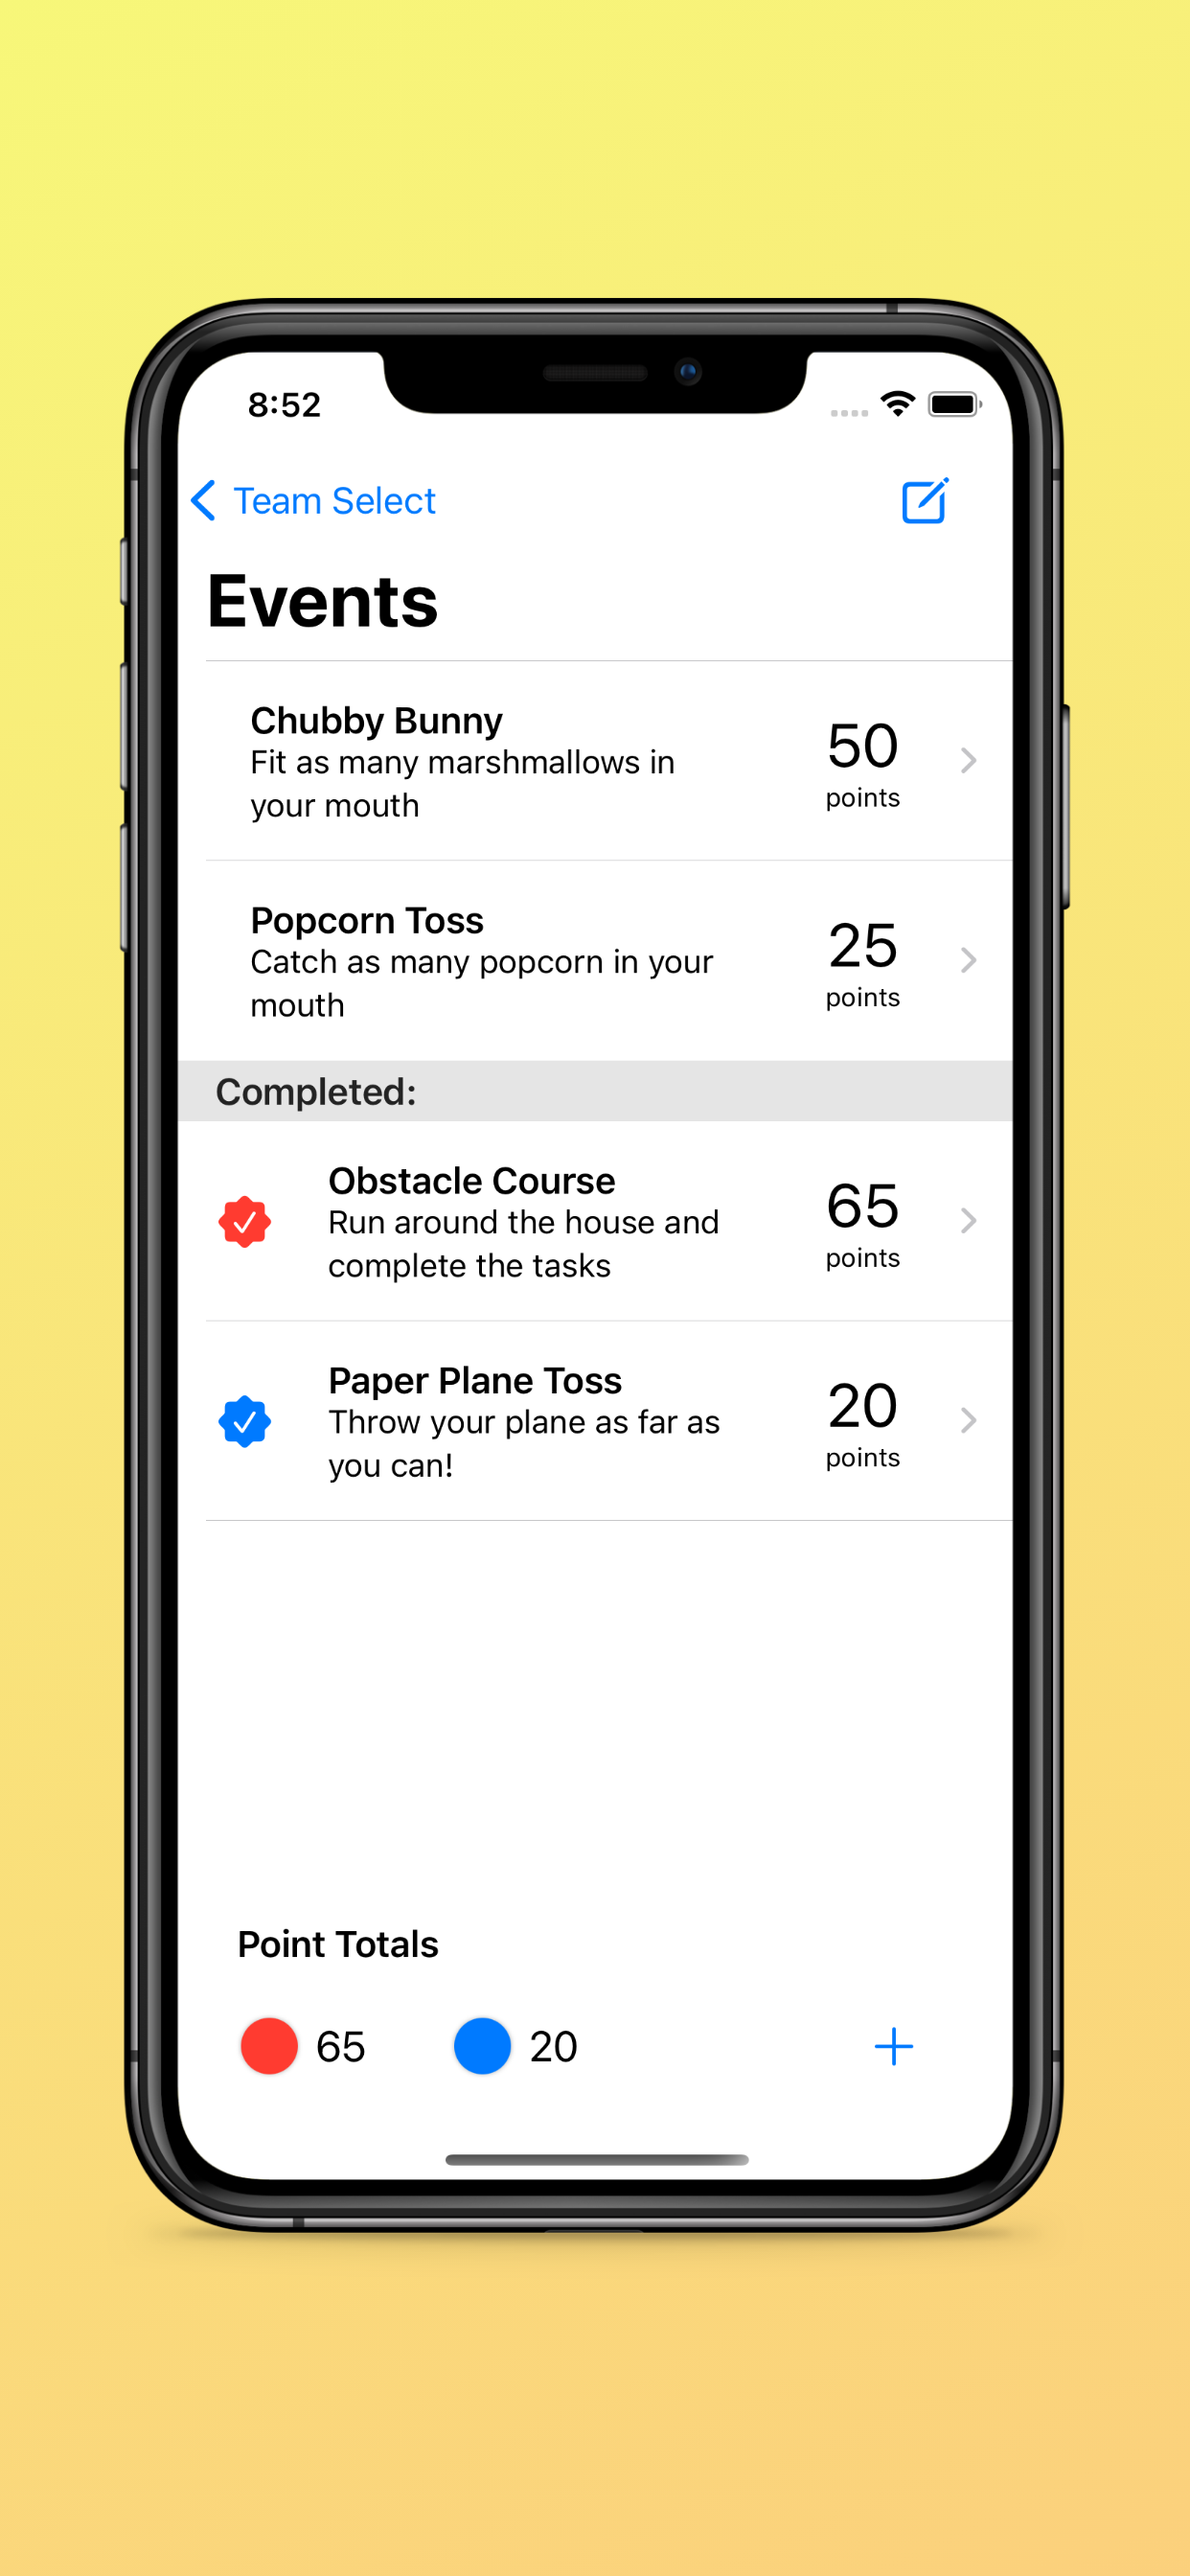 8:52
Team Select
Events
Chubby Bunny
Fit as many marshmallows in
your mouth
50
points
Popcorn Toss
Catch as many popcorn in your
mouth
25
points
Completed:
Obstacle Course
Run around the house and
complete the tasks
65
points
Paper Plane Toss
Throw your plane as far as
you can!
20
points
Point Totals
65 20